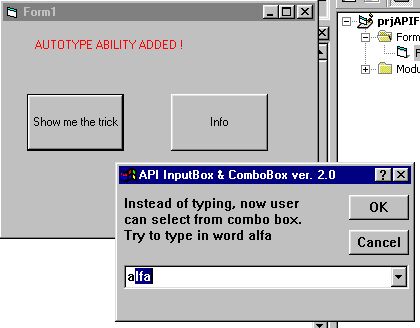 Form1
prjAPIF
AUTOTYPE ABILITY ADDED !
Form
F
Modu
Show me the trick
Info
API InputBox & ComboBox ver. 2.0
Instead of typing, now user
can select from combo box.
Try to type in word alfa
OK
Cancel
alfa